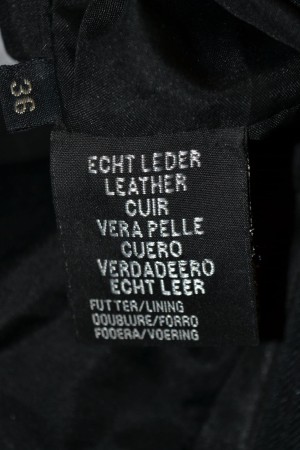 36
ECHT LEDER
LEATHER
CUIR
VERA PELLE
CUERO
VERDADEERO
ECHT LEER
FUTTER/LINING
DOUBLURE/FORRO
FODERA/VOERING